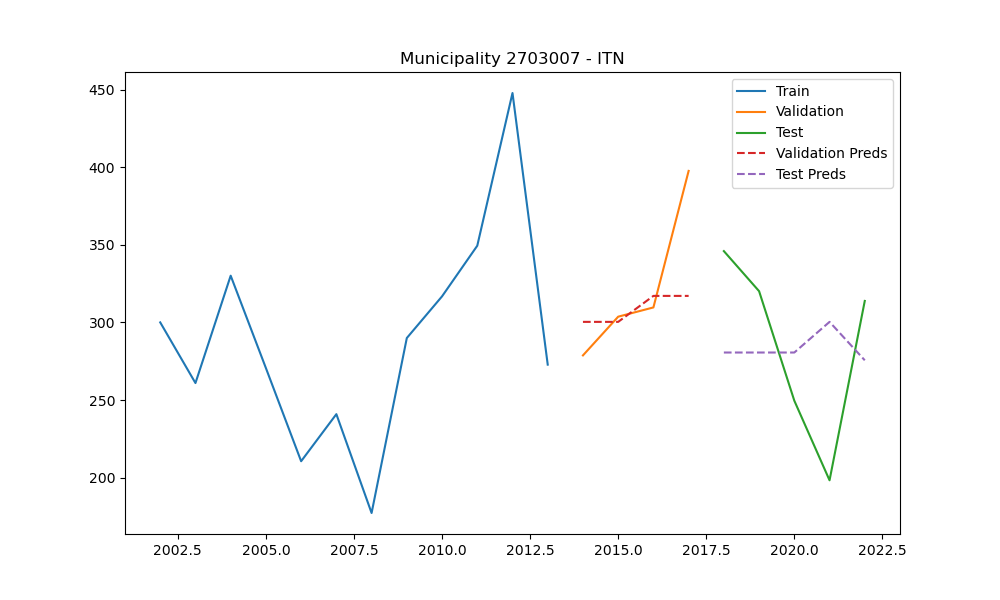 Municipality 2703007 - ITN
450
400
350
300
250
200
2002.5 2005.0 2007.5 2010.0 2012.5 2015.0 2017.5 2020.0 2022.5
Train
Validation
Test
Validation Preds
Test Preds